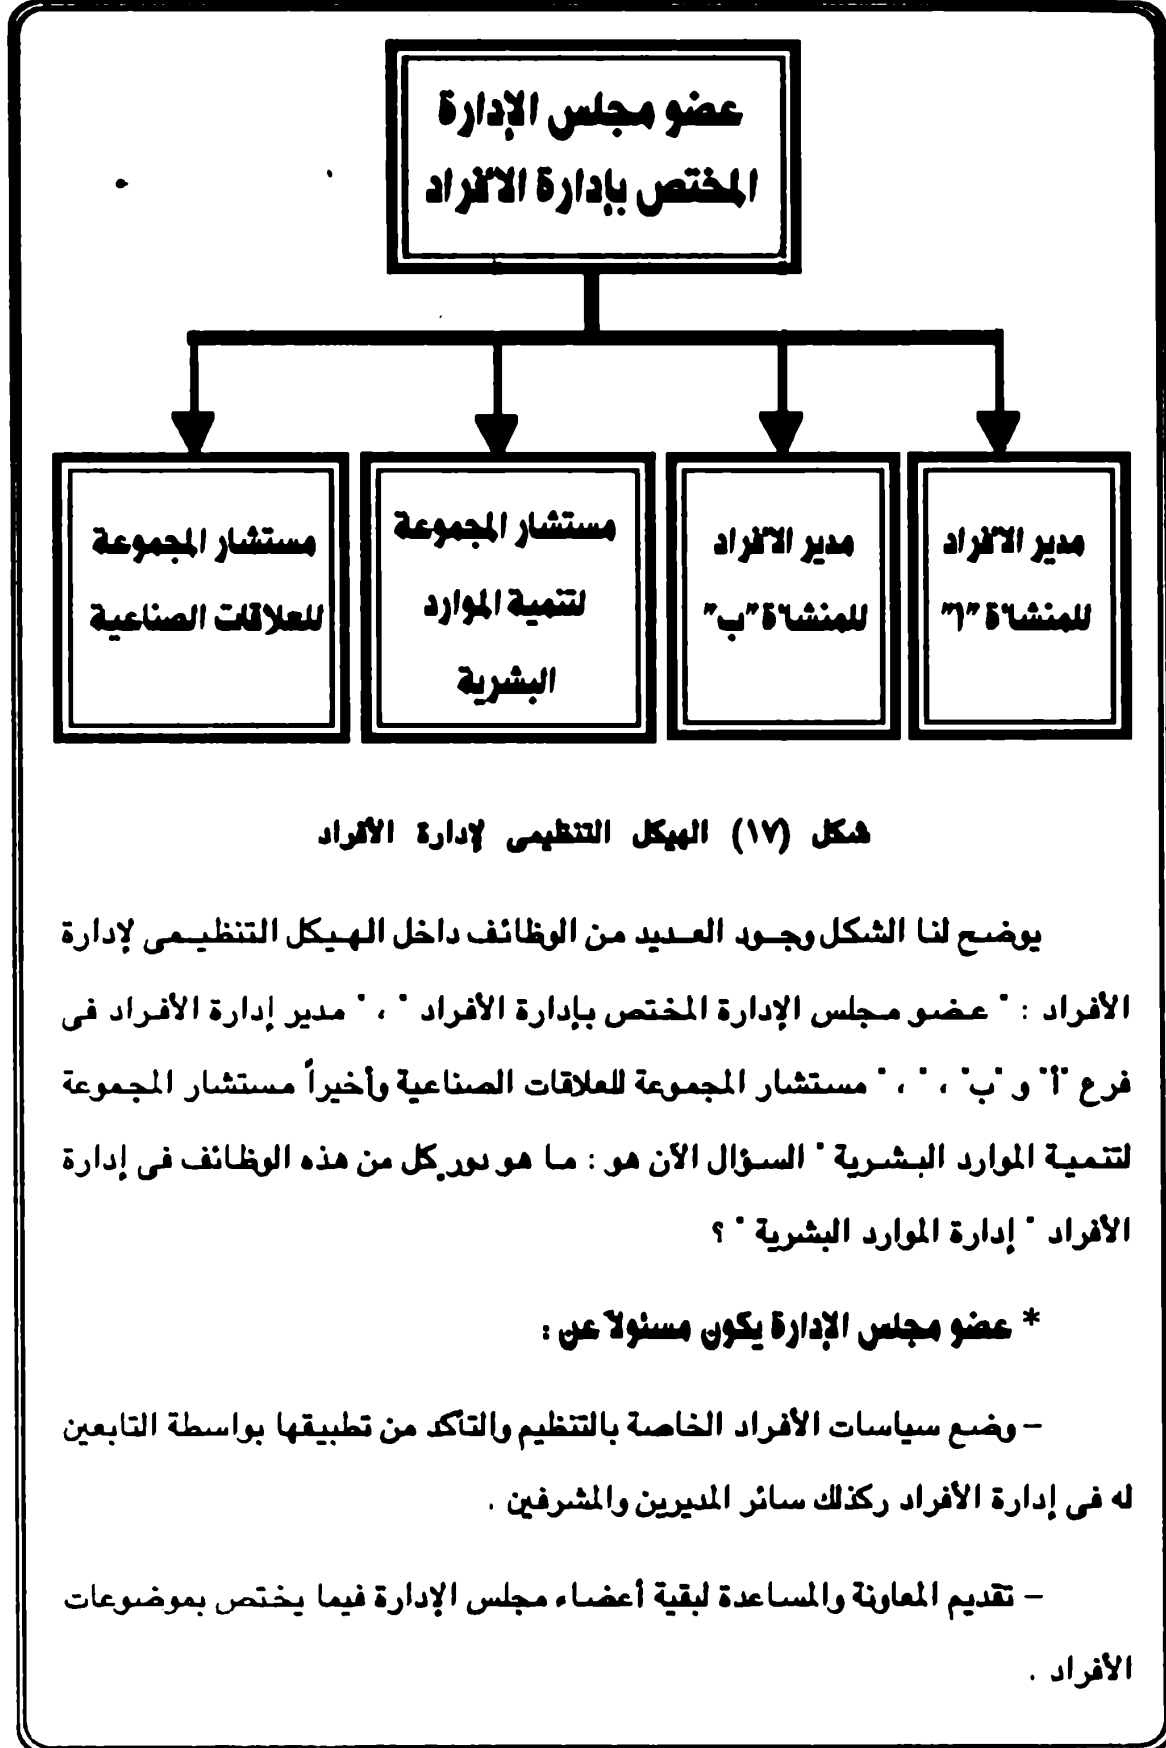 عضو مجلس الإدارة
المختص بإدارة الأفراد
مدير الأفراد
للمنشأة "أ"
مدير الأفراد
للمنشأة "ب"
مستشار المجموعة
لتنمية الموارد
البشرية
مستشار المجموعة
للعلاقات الصناعية
شكل (١٧) الهيكل التنظيمى لإدارة الأفراد
يوضح لنا الشكل وجود العديد من الوظائف داخل الهيكل التنظيمى لإدارة
الأفراد : " عضو مجلس الإدارة المختص بإدارة الأفراد " ، " مدير إدارة الأفراد فى
فرع "أ" و "ب" ، " ، " مستشار المجموعة للعلاقات الصناعية وأخيراً مستشار المجموعة
لتنمية الموارد البشرية " السؤال الآن هو : ما هو دور كل من هذه الوظائف فى إدارة
الأفراد " إدارة الموارد البشرية " ؟
* عضو مجلس الإدارة يكون مسئولاً عن :
– وضع سياسات الأفراد الخاصة بالتنظيم والتأكد من تطبيقها بواسطة التابعين
له فى إدارة الأفراد ركذلك سائر المديرين والمشرفين .
– تقديم المعاونة والمساعدة لبقية أعضاء مجلس الإدارة فيما يختص بموضوعات
الأفراد .